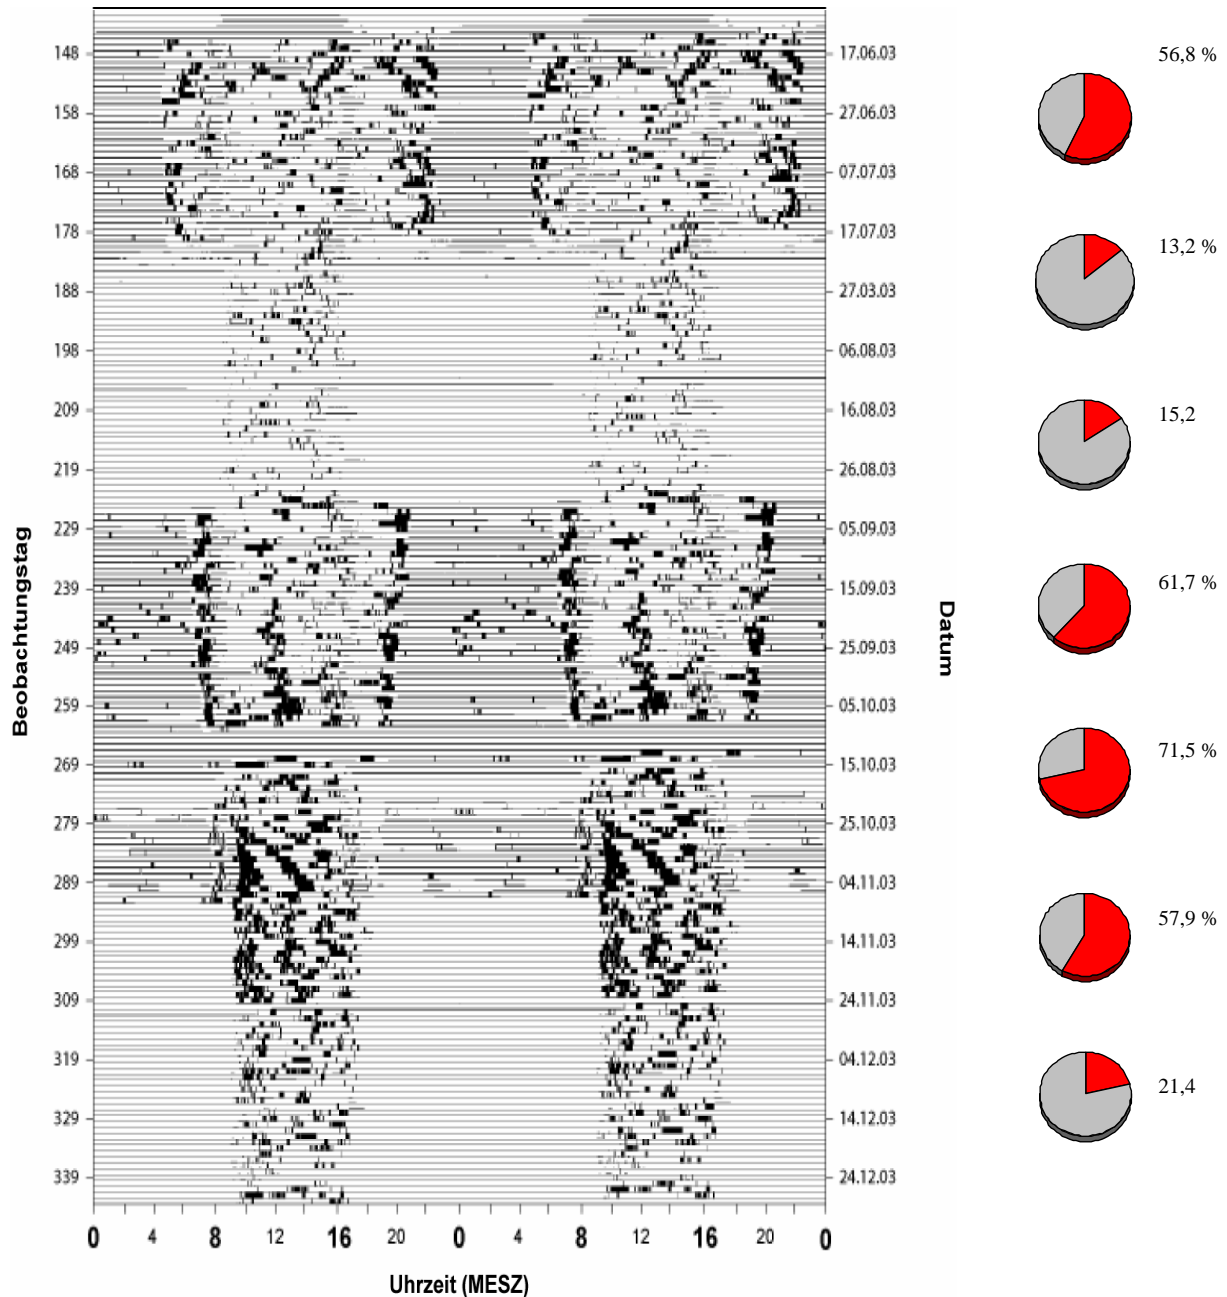 148 17.06.03 56,8 %
158 27.06.03
168 07.07.03
178 17.07.03 13,2 %
188 27.03.03
198 06.08.03
209 16.08.03 15,2
219 26.08.03
229 05.09.03
239 15.09.03 61,7 %
249 25.09.03
259 05.10.03
269 15.10.03 71,5 %
279 25.10.03
289 04.11.03
299 14.11.03 57,9 %
309 24.11.03
319 04.12.03
329 14.12.03 21,4
339 24.12.03
Beobachtungstag
Datum
0 4 8 12 16 20 0 4 8 12 16 20 0
Uhrzeit (MESZ)